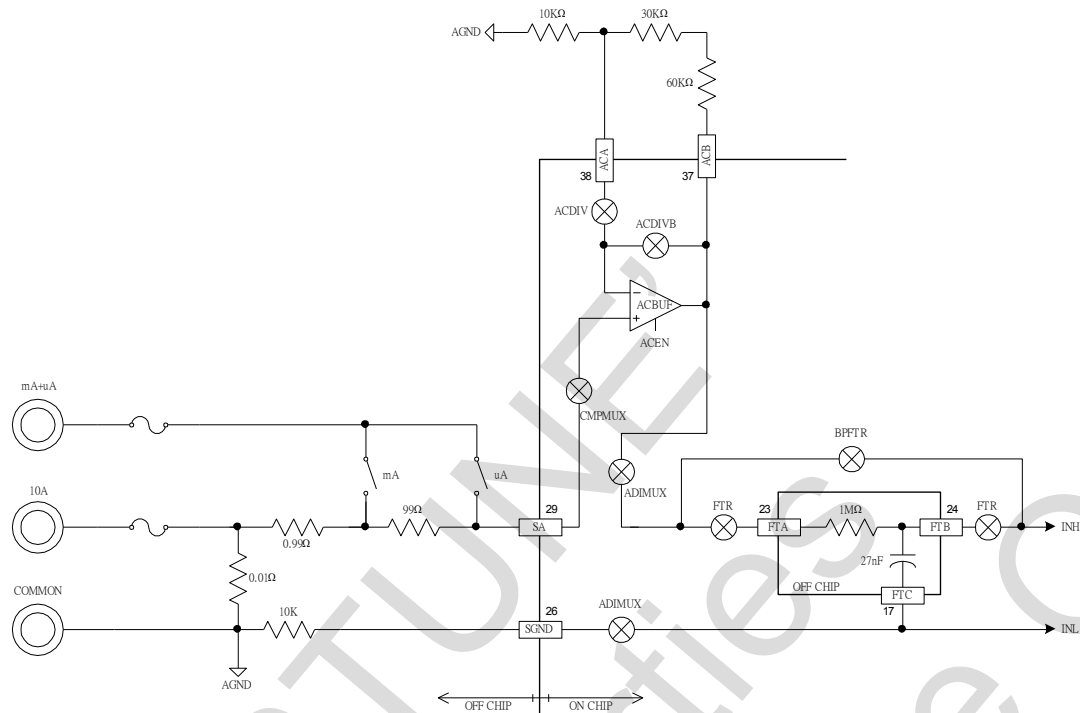 10KΩ
30KΩ
AGND
60KΩ
ACA
ACB
38
37
ACDIV
ACDIVB
ACBUF
ACEN
mA+uA
CMPMUX
mA
uA
ADIMUX
BPFTR
10A
99Ω
29
SA
FTR
23
FTA
1MΩ
24
FTB
FTR
INH
0.99Ω
27nF
0.01Ω
OFF CHIP
FTC
17
COMMON
10K
26
SGND
ADIMUX
INL
AGND
OFF CHIP
ON CHIP